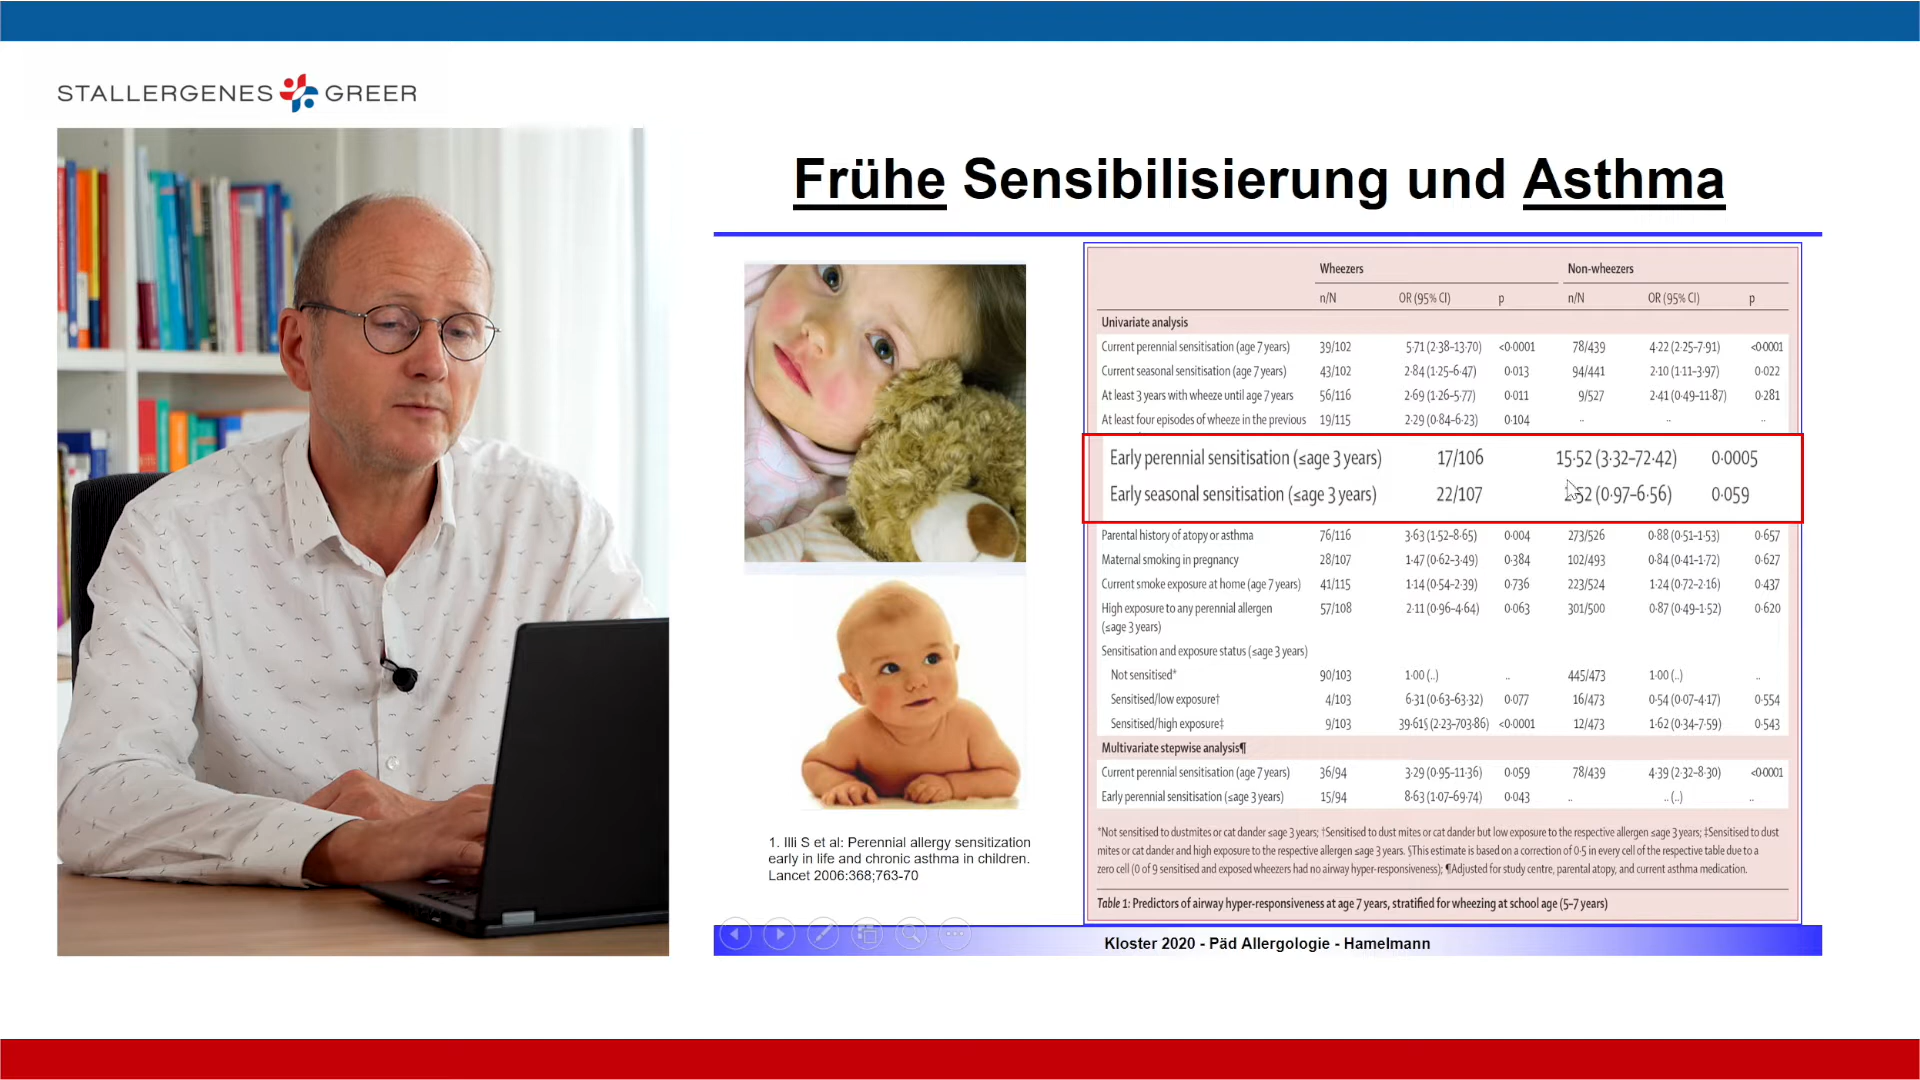 STALLERGENES GREER
Frühe Sensibilisierung und Asthma
Wheezers Non-wheezers
n/N OR (95% CI) p n/N OR (95% CI) p
Univariate analysis
Current perennial sensitisation (age 7 years) 39/102 5·71 (2·38–13·70) <0·0001 78/439 4·22 (2·25–7·91) <0·0001
Current seasonal sensitisation (age 7 years) 43/102 2·84 (1·25–6·47) 0·013 94/441 2·10 (1·11–3·97) 0·022
At least 3 years with wheeze until age 7 years 56/116 2·69 (1·26–5·77) 0·011 9/527 2·41 (0·49–11·87) 0·281
At least four episodes of wheeze in the previous 19/115 2·29 (0·84–6·23) 0·104 .. .. ..
Early perennial sensitisation (≤age 3 years) 17/106 15·52 (3·32–72·42) 0·0005
Early seasonal sensitisation (≤age 3 years) 22/107 (0·97–6·56) 0·059
Parental history of atopy or asthma 76/116 3·63 (1·52–8·65) 0·004 273/526 0·88 (0·51–1·53) 0·657
Maternal smoking in pregnancy 28/107 1·47 (0·62–3·49) 0·384 102/493 0·84 (0·41–1·72) 0·627
Current smoke exposure at home (age 7 years) 41/115 1·14 (0·54–2·39) 0·736 223/524 1·24 (0·72–2·16) 0·437
High exposure to any perennial allergen 57/108 2·11 (0·96–4·64) 0·063 301/500 0·87 (0·49–1·52) 0·620
(≤age 3 years)
Sensitisation and exposure status (≤age 3 years)
Not sensitised* 90/103 1·00 (..) .. 445/473 1·00 (..) ..
Sensitised/low exposure† 4/103 6·31 (0·63–63·32) 0·077 16/473 0·54 (0·07–4·17) 0·554
Sensitised/high exposure‡ 9/103 39·61§ (2·23–703·86) <0·0001 12/473 1·62 (0·34–7·59) 0·543
Multivariate stepwise analysis¶
Current perennial sensitisation (age 7 years) 36/94 3·29 (0·95–11·36) 0·059 78/439 4·39 (2·32–8·30) <0·0001
Early perennial sensitisation (≤age 3 years) 15/94 8·63 (1·07–69·74) 0·043 .. .. (..) ..
*Not sensitised to dustmites or cat dander ≤age 3 years; †Sensitised to dust mites or cat dander but low exposure to the respective allergen ≤age 3 years; ‡Sensitised to dust
mites or cat dander and high exposure to the respective allergen ≤age 3 years. §This estimate is based on a correction of 0·5 in every cell of the respective table due to a
zero cell (0 of 9 sensitised and exposed wheezers had no airway hyper-responsiveness); ¶Adjusted for study centre, parental atopy, and current asthma medication.
Table 1: Predictors of airway hyper-responsiveness at age 7 years, stratified for wheezing at school age (5–7 years)
1. Illi S et al: Perennial allergy sensitization
early in life and chronic asthma in children.
Lancet 2006:368;763-70
Kloster 2020 - Päd Allergologie - Hamelmann